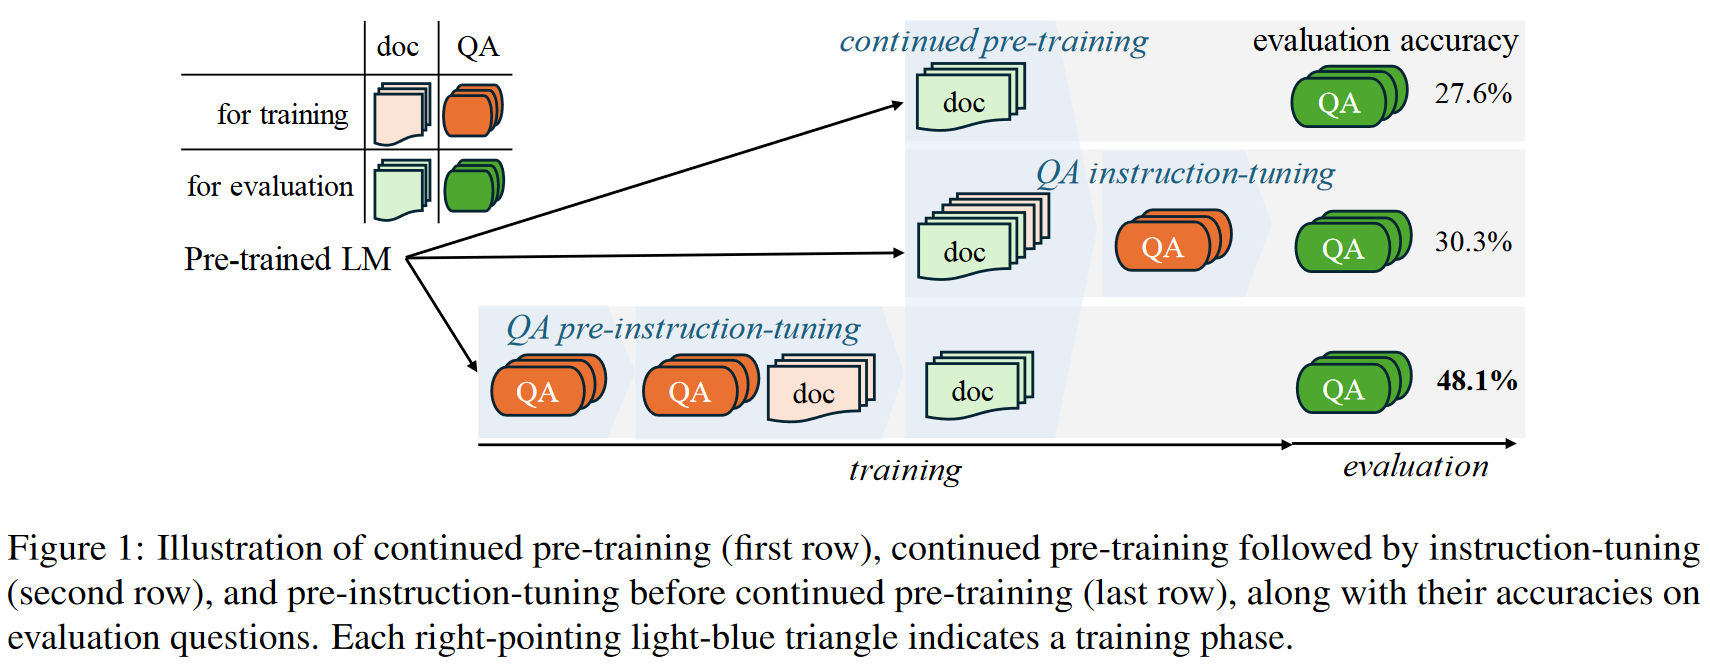 doc QA
continued pre-training
evaluation accuracy
for training
doc
QA
27.6%
for evaluation
QA instruction-tuning
Pre-trained LM
doc
QA
QA
30.3%
QA pre-instruction-tuning
QA
QA
doc
doc
QA
48.1%
training
evaluation
Figure 1: Illustration of continued pre-training (first row), continued pre-training followed by instruction-tuning
(second row), and pre-instruction-tuning before continued pre-training (last row), along with their accuracies on
evaluation questions. Each right-pointing light-blue triangle indicates a training phase.